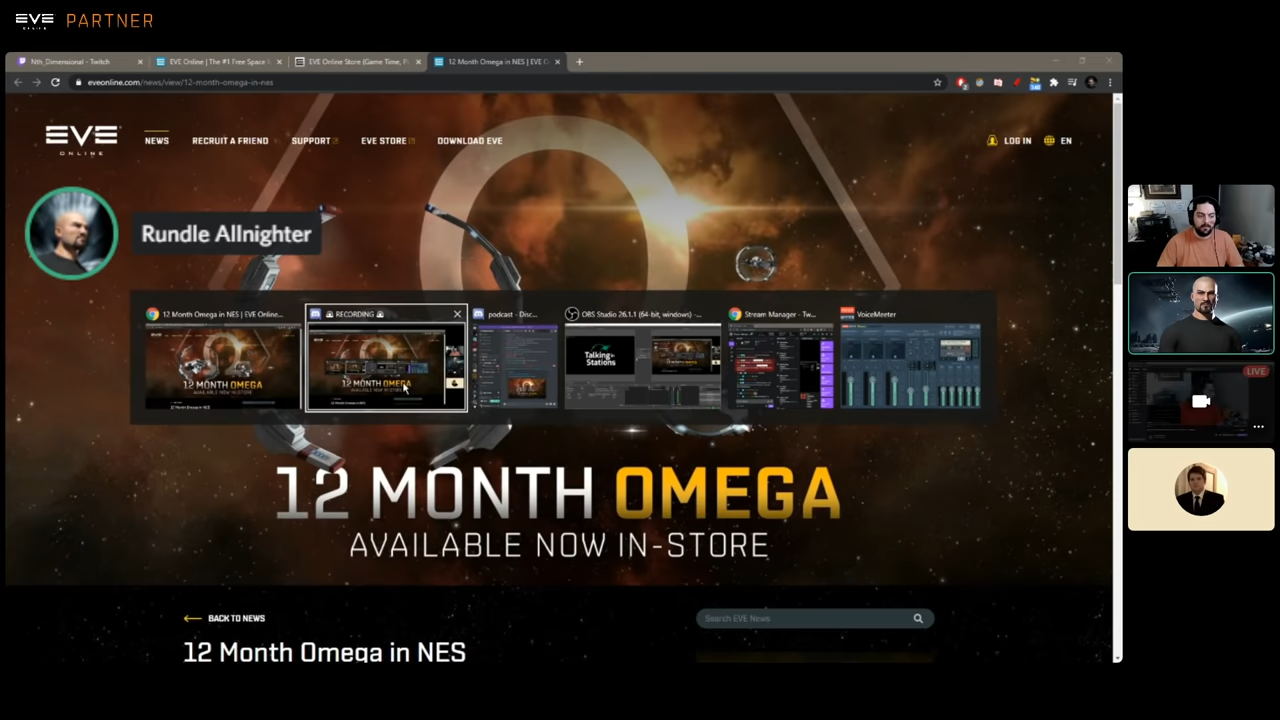 EVE PARTNER
ONLINE
Nth_Dimensional - Twitch
EVE Online | The #1 Free Space
EVE Online Store (Game Time, P
12 Month Omega in NES | EVE O
eveonline.com/news/view/12-month-omega-in-nes
EVE
ONLINE
NEWS
RECRUIT A FRIEND
SUPPORT
EVE STORE
DOWNLOAD EVE
LOG IN
EN
Rundle Allnighter
12 Month Omega in NES | EVE Online...
RECORDING
podcast - Disc...
OBS Studio 26.1.1 (64-bit, windows) -...
Stream Manager - Tw...
VoiceMeeter
12 MONTH OMEGA
12 MONTH OMEGA
Talking
Stations
LIVE
12 MONTH OMEGA
AVAILABLE NOW IN-STORE
BACK TO NEWS
Search EVE News
12 Month Omega in NES